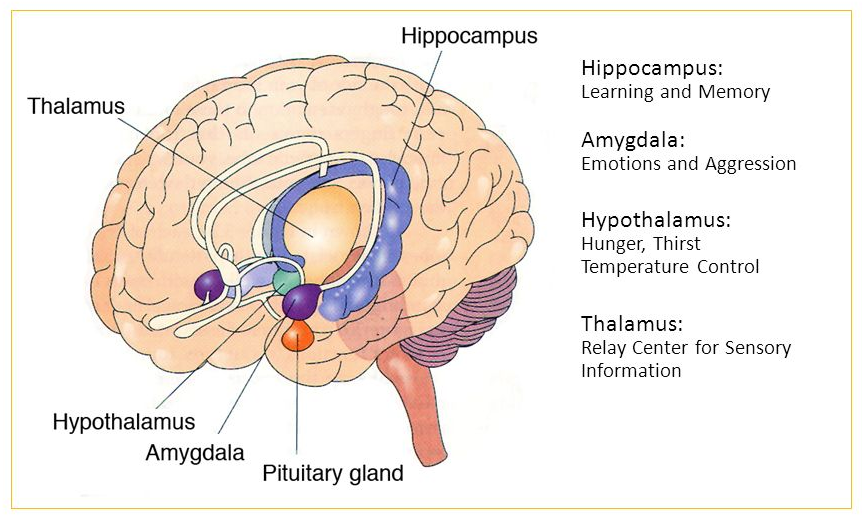 Hippocampus
Thalamus
Hypothalamus
Amygdala
Pituitary gland
Hippocampus:
Learning and Memory
Amygdala:
Emotions and Aggression
Hypothalamus:
Hunger, Thirst
Temperature Control
Thalamus:
Relay Center for Sensory
Information